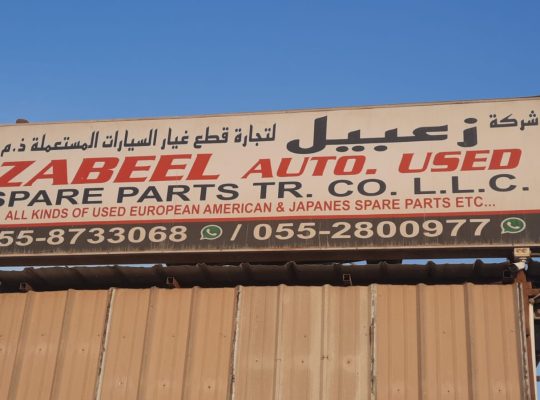 شركة زعبيل لتجارة قطع غيار السيارات المستعملة ذ.م
ZABEEL AUTO. USED
SPARE PARTS TR. CO. L.L.C.
ALL KINDS OF USED EUROPEAN AMERICAN & JAPANES SPARE PARTS ETC...
55-8733068 / 055-2800977